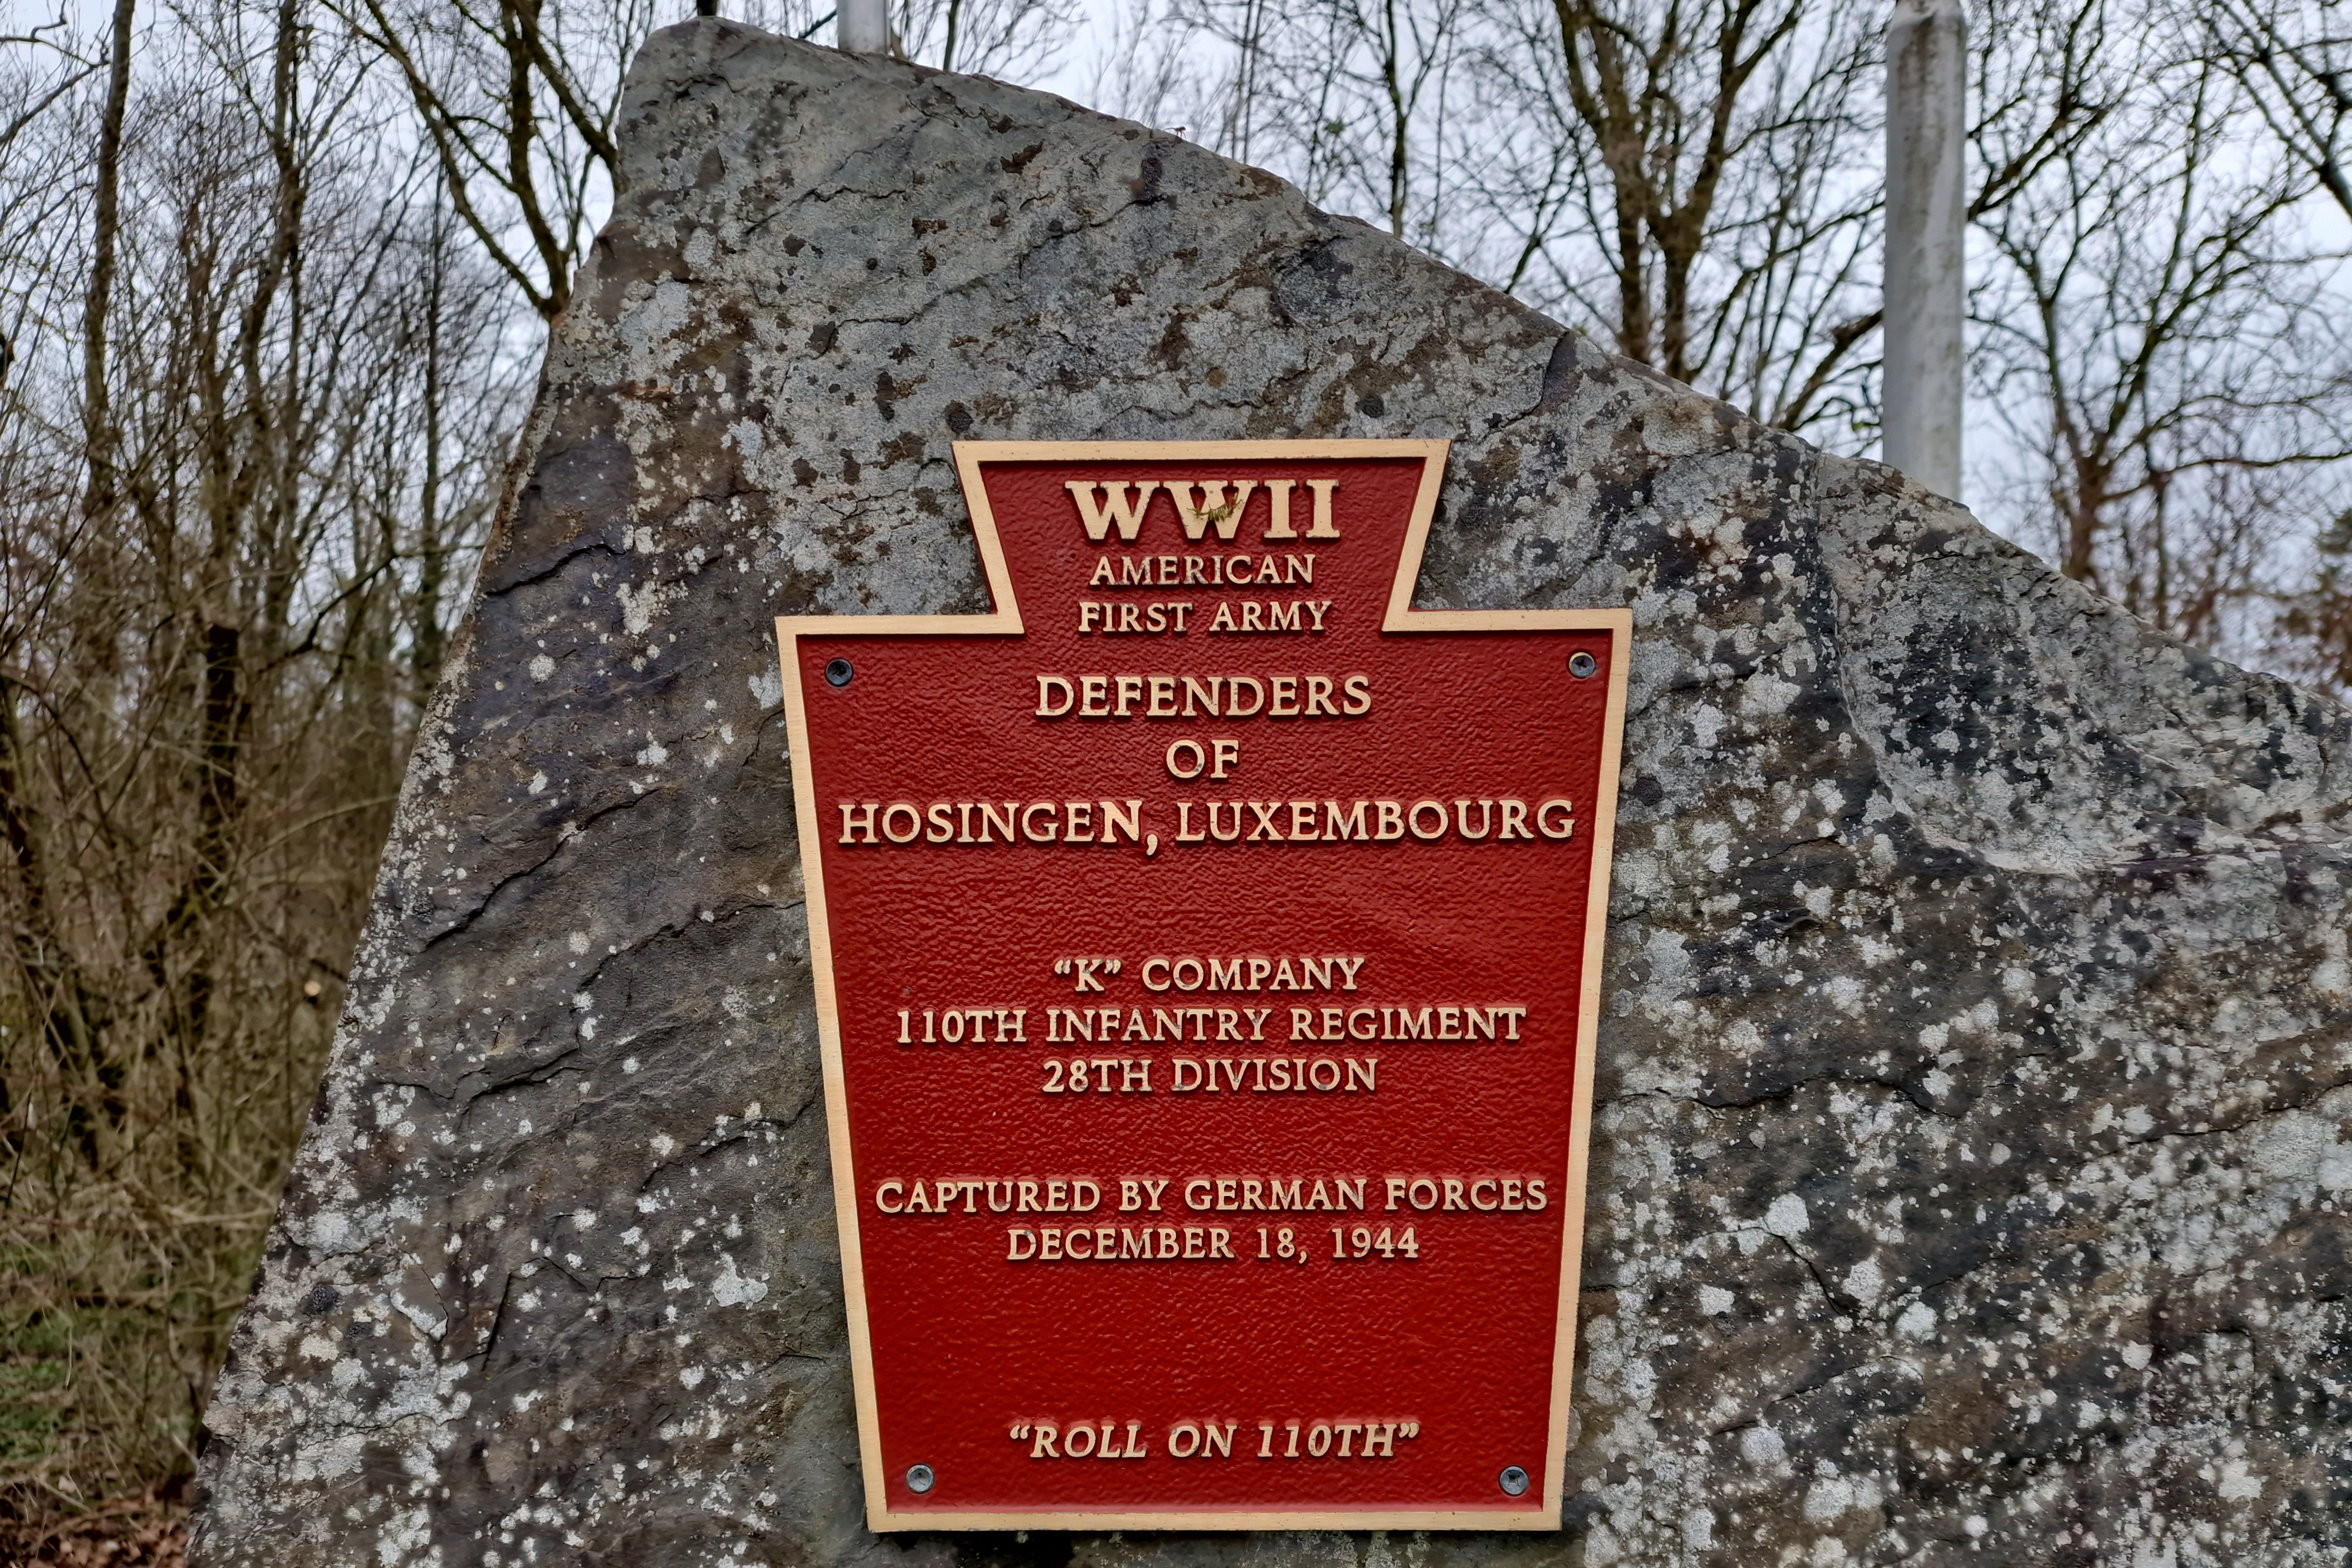 WWII
AMERICAN
FIRST ARMY
DEFENDERS
OF
HOSINGEN, LUXEMBOURG
“K” COMPANY
110TH INFANTRY REGIMENT
28TH DIVISION
CAPTURED BY GERMAN FORCES
DECEMBER 18, 1944
“ROLL ON 110TH”